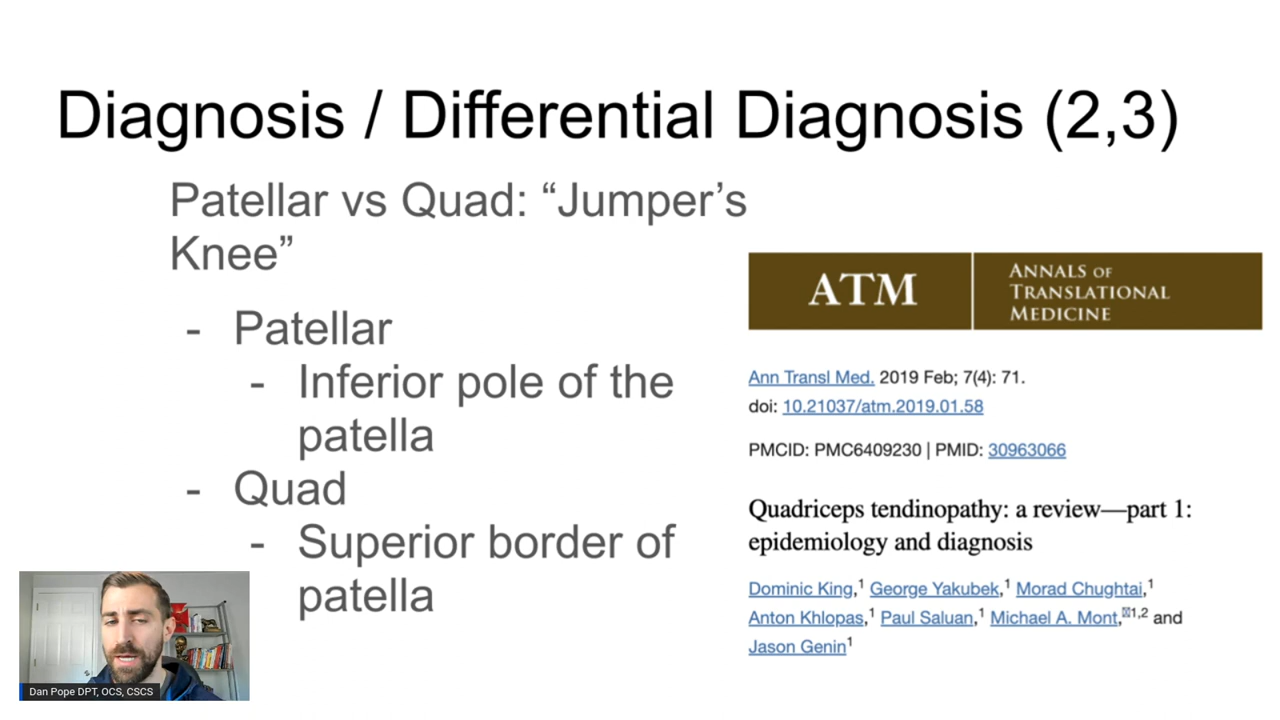 Diagnosis / Differential Diagnosis (2,3)
Patellar vs Quad: “Jumper’s
Knee”
- Patellar
- Inferior pole of the
patella
- Quad
- Superior border of
patella
ATM
ANNALS OF
TRANSLATIONAL
MEDICINE
Ann Transl Med. 2019 Feb; 7(4): 71.
doi: 10.21037/atm.2019.01.58
PMCID: PMC6409230 | PMID: 30963066
Quadriceps tendinopathy: a review—part 1:
epidemiology and diagnosis
Dominic King,1 George Yakubek,1 Morad Chughtai,1
Anton Khlopas,1 Paul Saluan,1 Michael A. Mont,✉1,2 and
Jason Genin1
Dan Pope DPT, OCS, CSCS